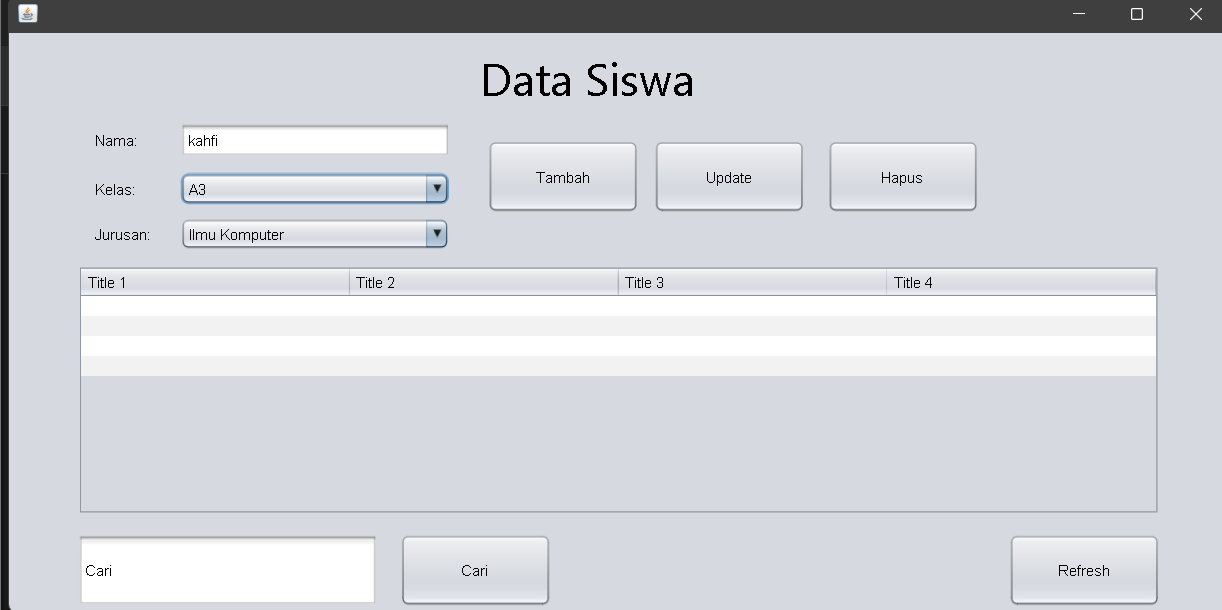 Data Siswa
Nama: kahfi
Kelas: A3
Jurusan: Ilmu Komputer
Tambah Update Hapus
Title 1 Title 2 Title 3 Title 4
Cari Cari Refresh